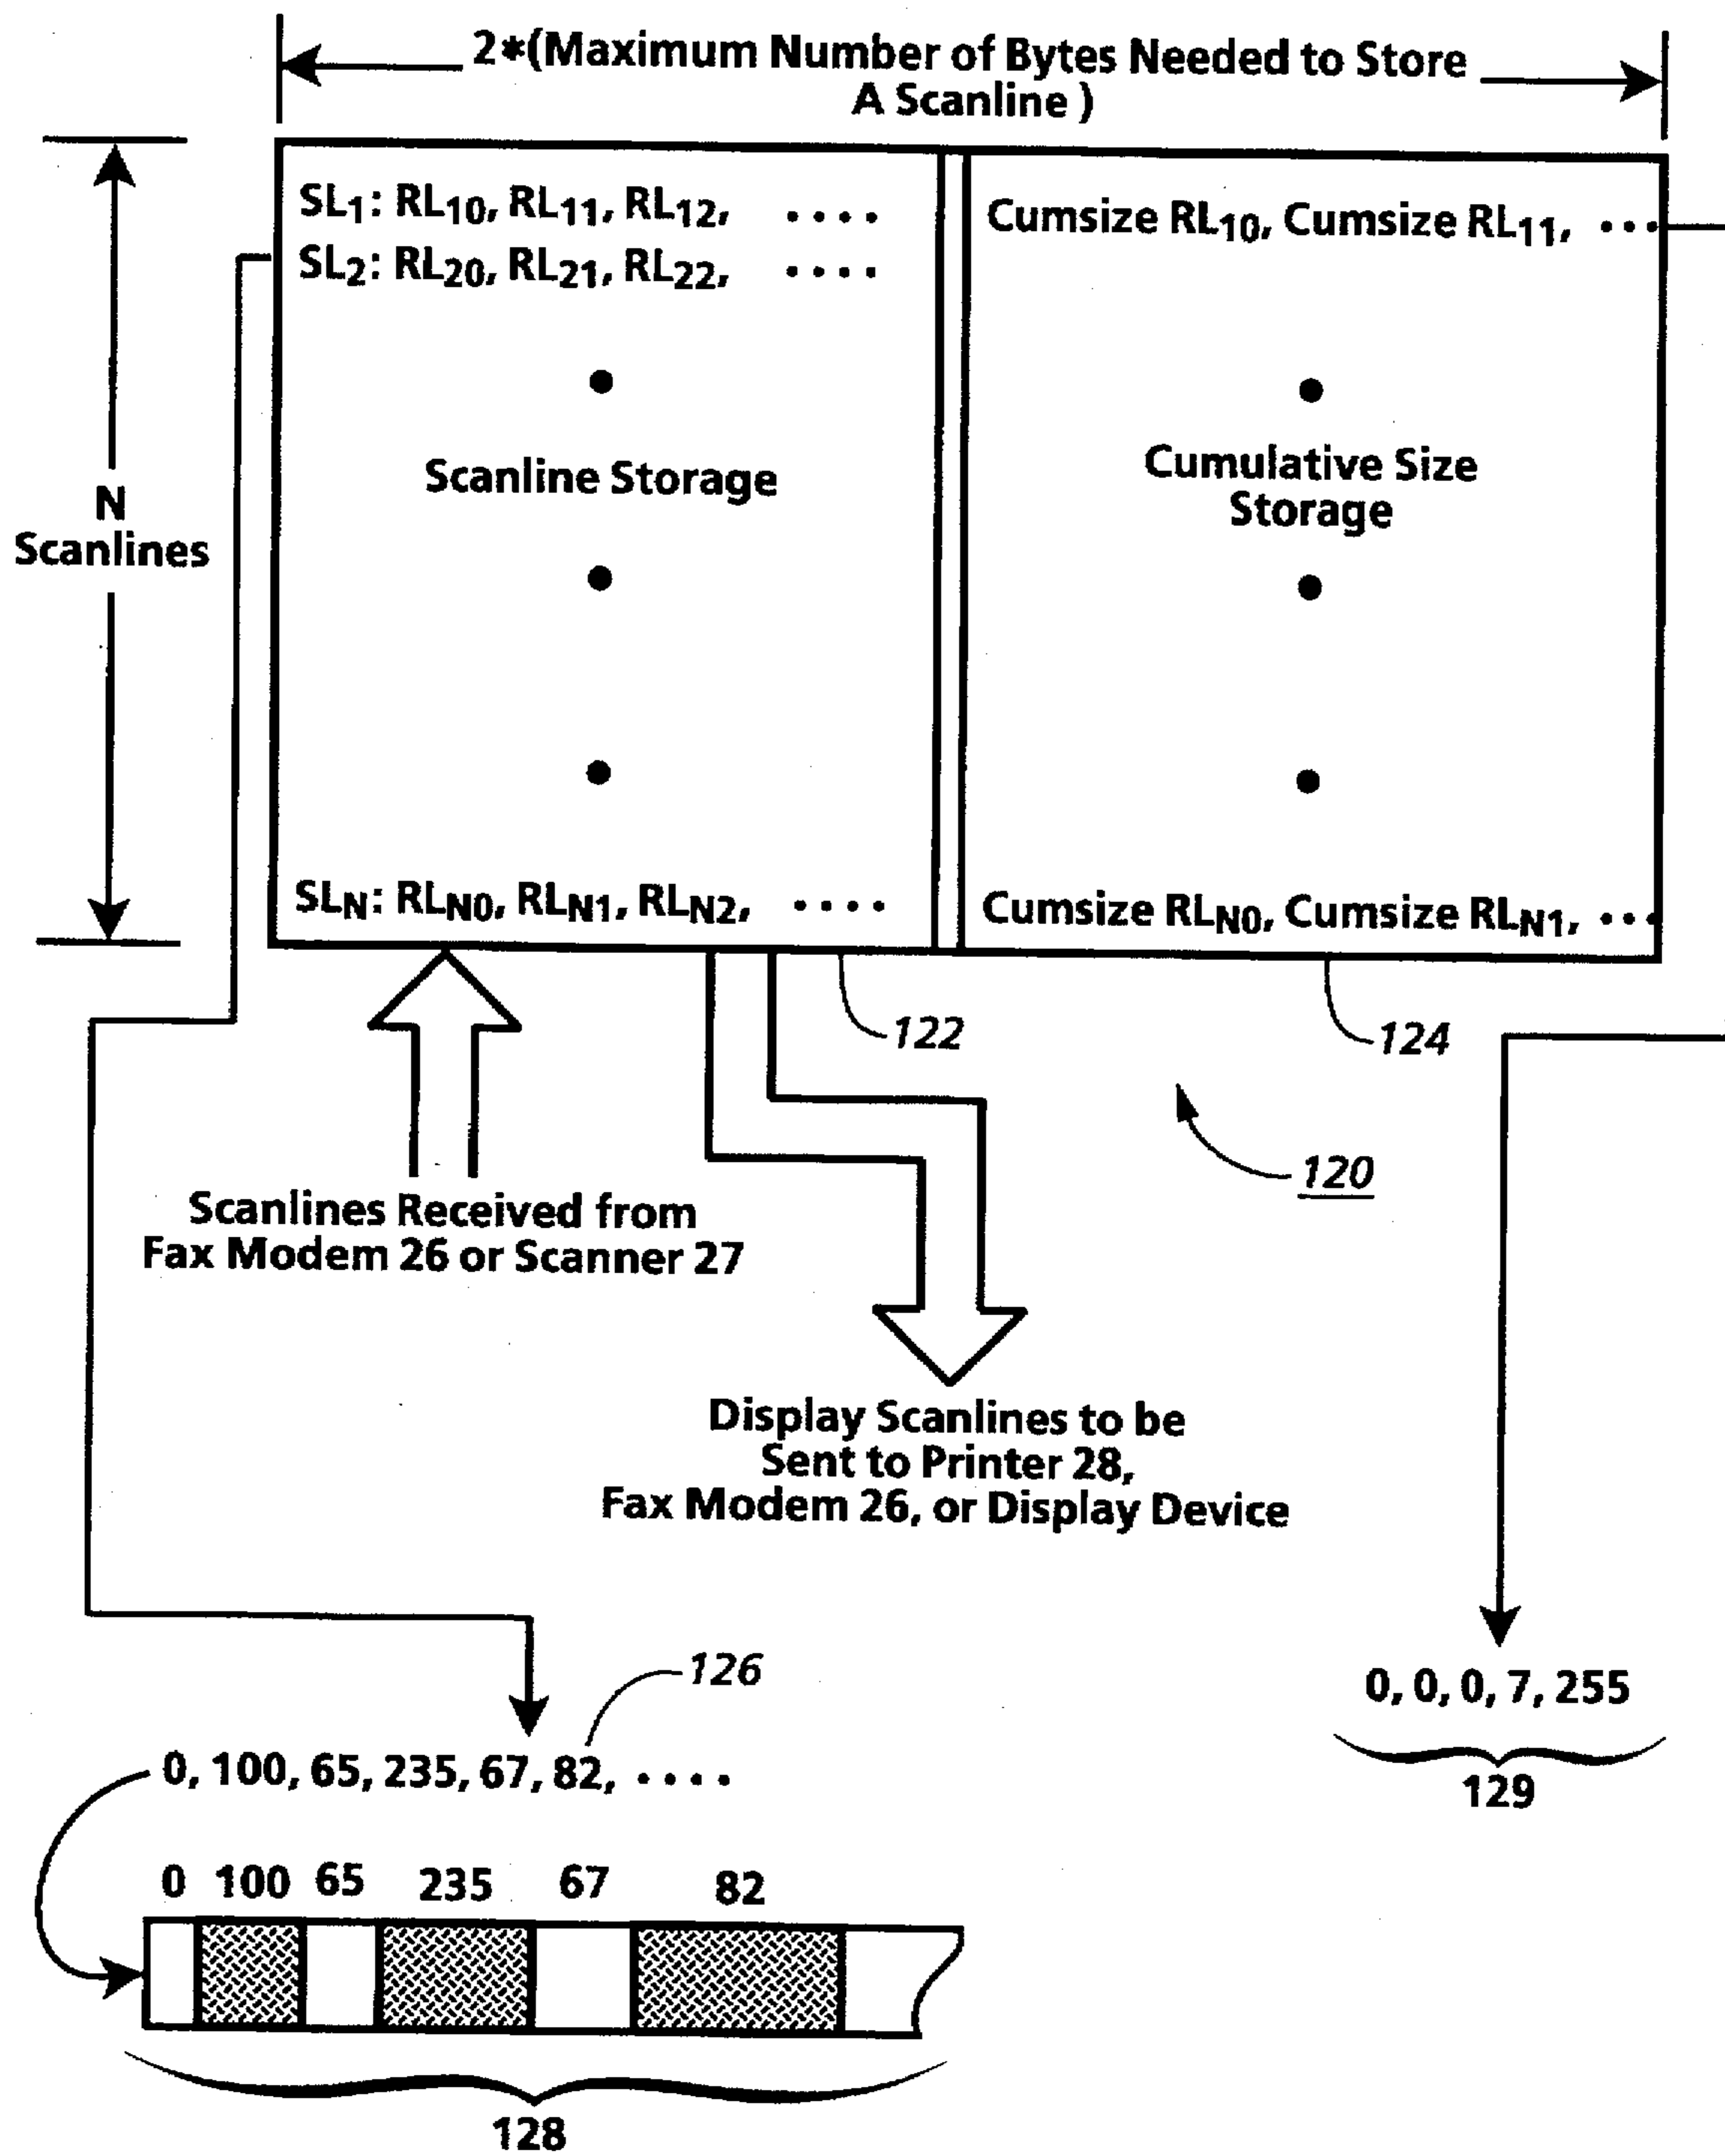 2*(Maximum Number of Bytes Needed to Store
A Scanline )
SL1: RL10, RL11, RL12, ....
SL2: RL20, RL21, RL22, ....
Cumsize RL10, Cumsize RL11, ...
N
Scanlines
Scanline Storage
Cumulative Size
Storage
SLN: RLN0, RLN1, RLN2, ....
Cumsize RLN0, Cumsize RLN1, ...
122
124
120
Scanlines Received from
Fax Modem 26 or Scanner 27
Display Scanlines to be
Sent to Printer 28,
Fax Modem 26, or Display Device
126
0, 100, 65, 235, 67, 82, ....
0, 0, 0, 7, 255
129
0 100 65 235 67 82
128